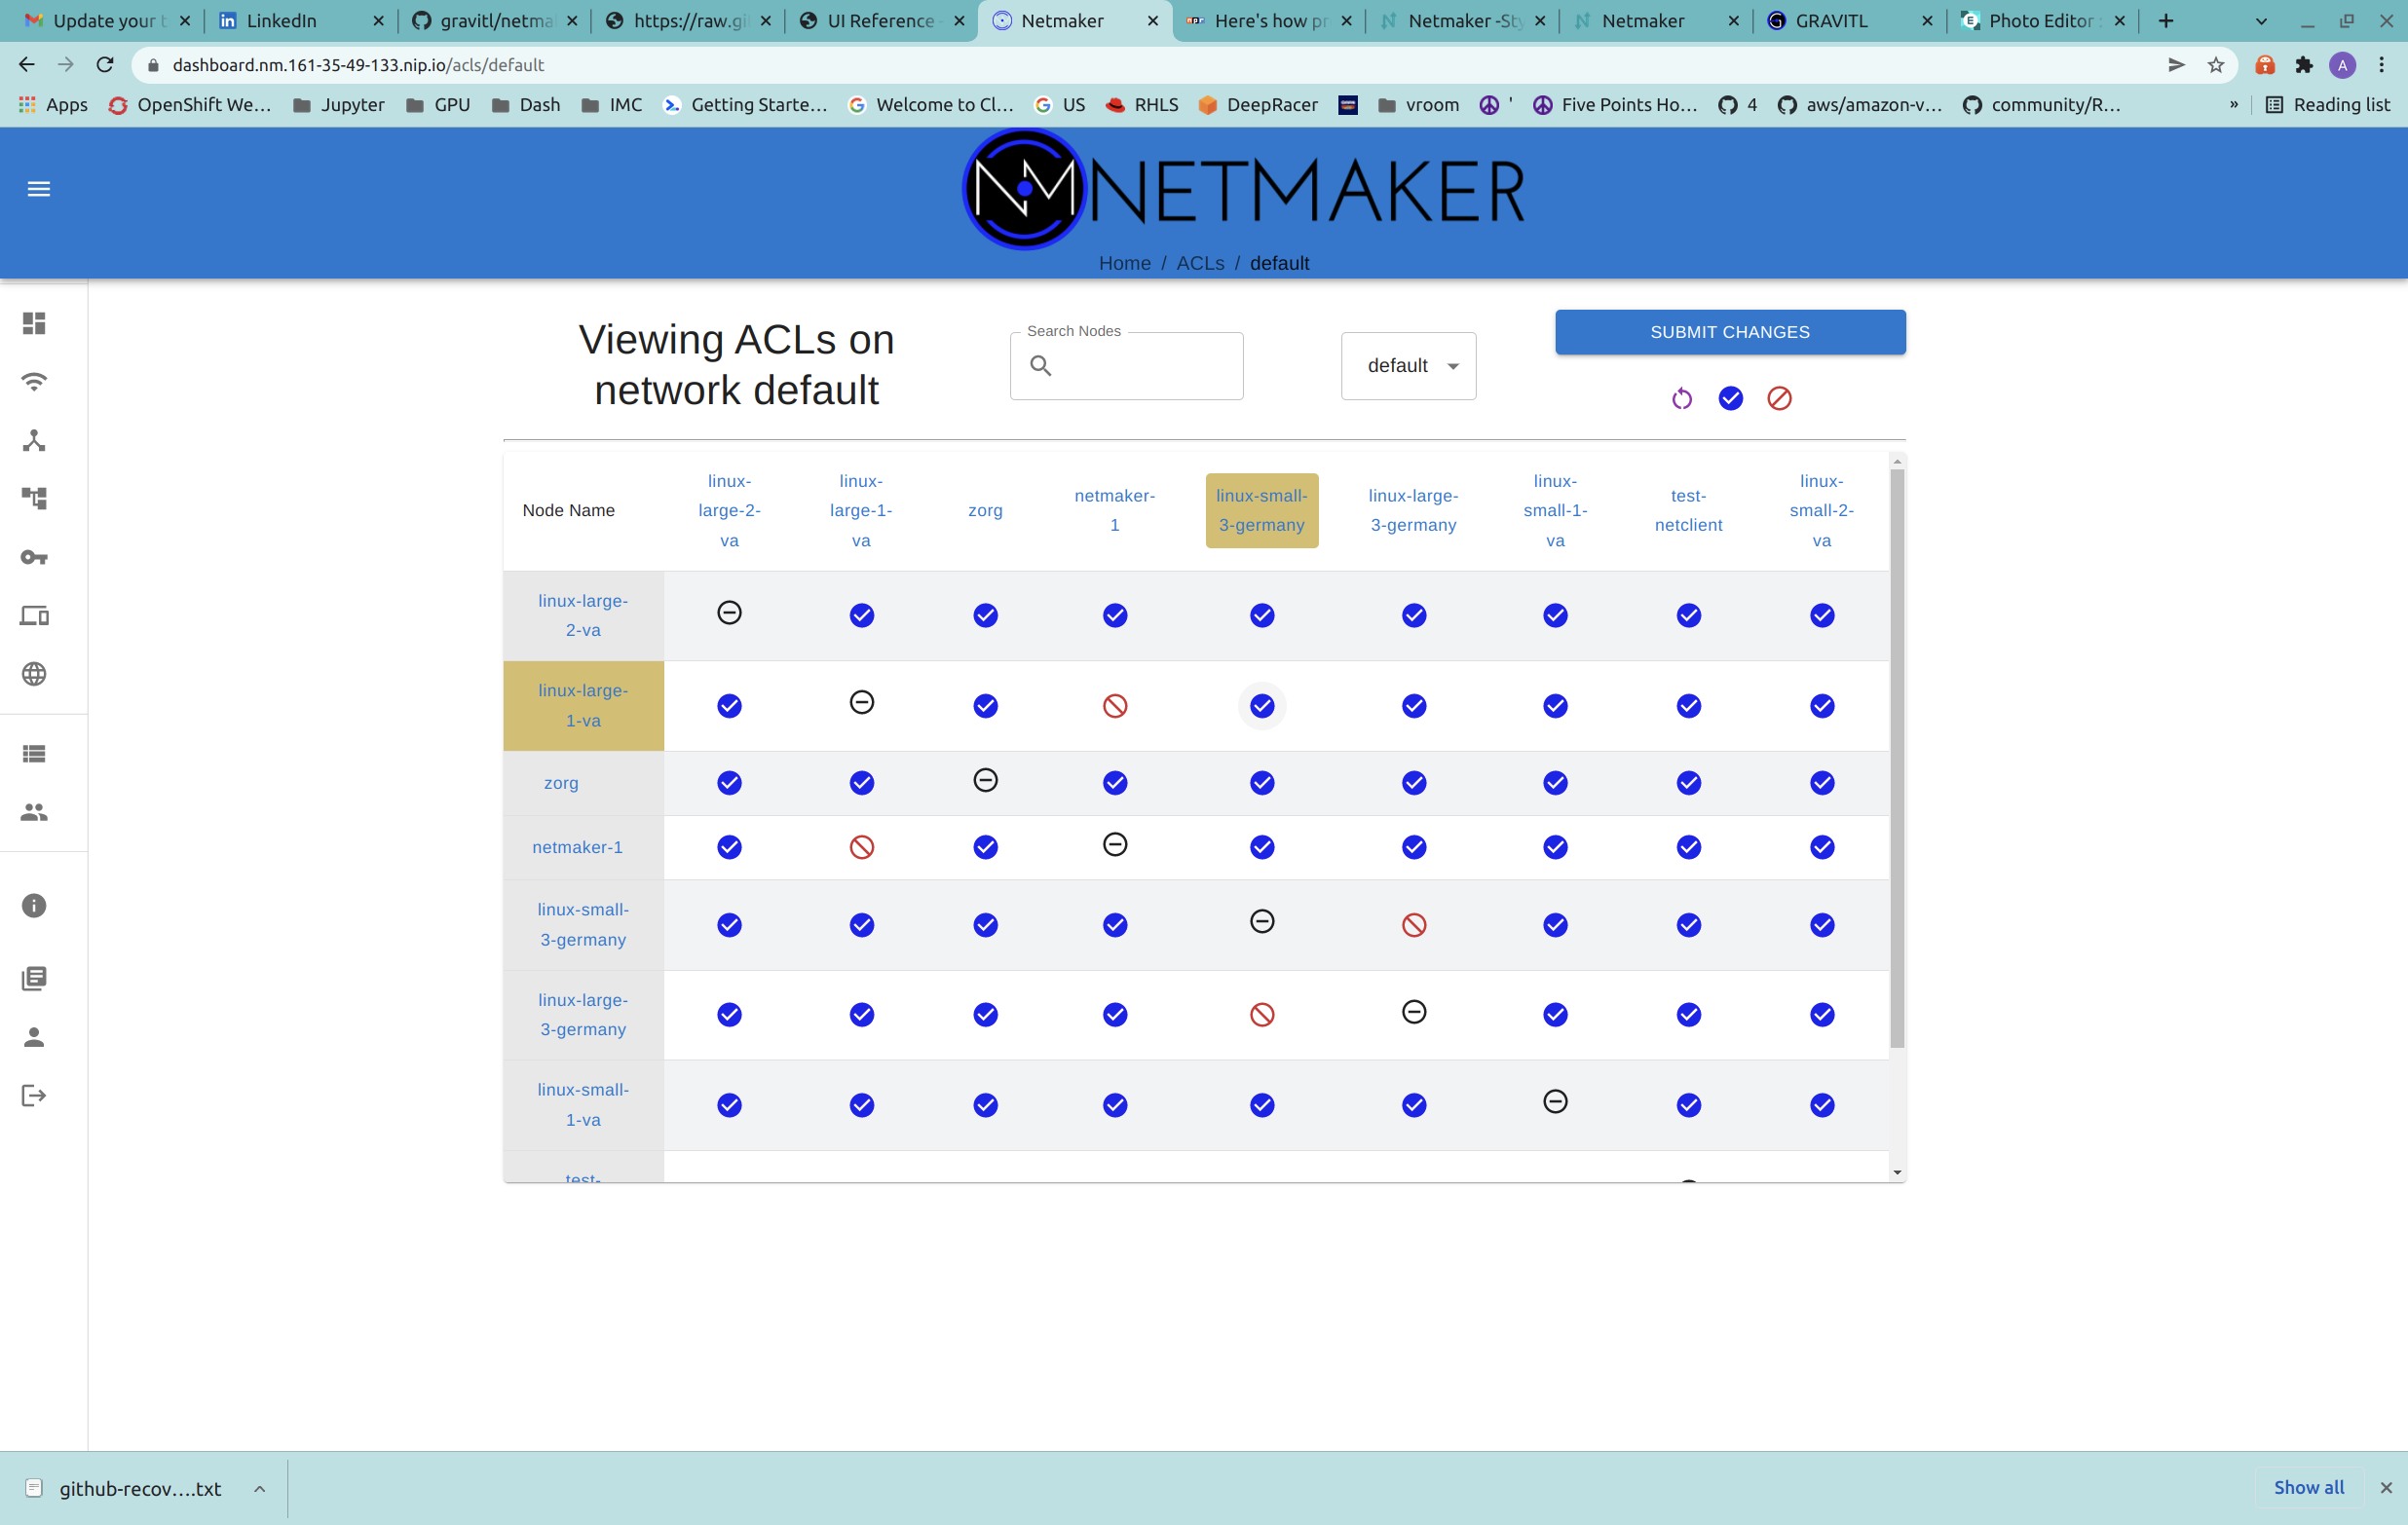 Update your t
LinkedIn
gravitl/netma
https://raw.gi
UI Reference
Netmaker
Here's how pr
Netmaker -Sty
Netmaker
GRAVITL
Photo Editor :
dashboard.nm.161-35-49-133.nip.io/acls/default
A
Apps
OpenShift We...
Jupyter
GPU
Dash
IMC
Getting Starte...
Welcome to Cl...
US
RHLS
DeepRacer
vroom
'
Five Points Ho...
4
aws/amazon-v...
community/R...
»
Reading list
NM NETMAKER
Home / ACLs / default
Viewing ACLs on
network default
Search Nodes
default
SUBMIT CHANGES
Node Name
linux-
large-2-
va
linux-
large-1-
va
zorg
netmaker-
1
linux-small-
3-germany
linux-large-
3-germany
linux-
small-1-
va
test-
netclient
linux-
small-2-
va
linux-large-
2-va
linux-large-
1-va
zorg
netmaker-1
linux-small-
3-germany
linux-large-
3-germany
linux-small-
1-va
test-
github-recov....txt
Show all